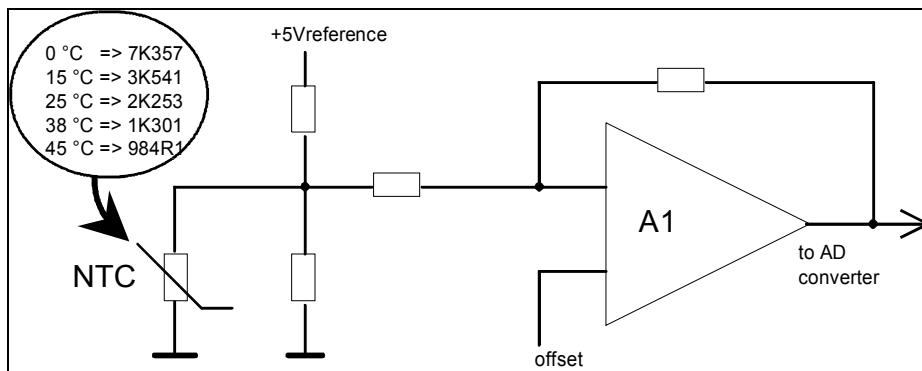 0 °C => 7K357
15 °C => 3K541
25 °C => 2K253
38 °C => 1K301
45 °C => 984R1
+5Vreference
NTC
A1
to AD
converter
offset